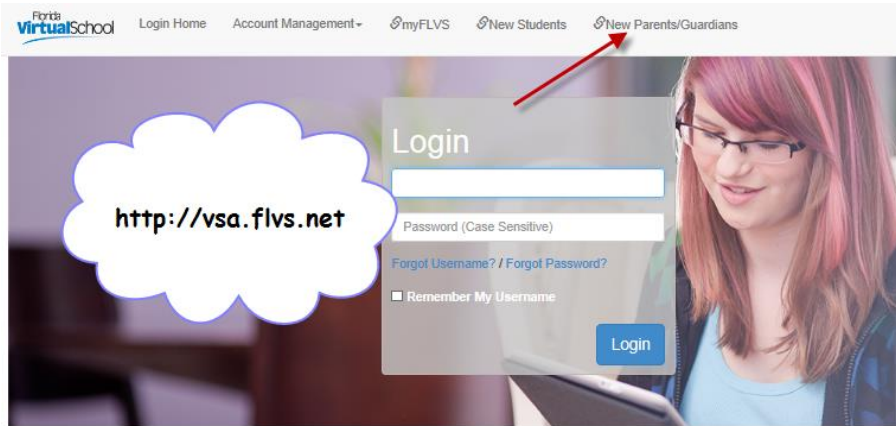 Florida
VirtualSchool
Login Home Account Management myFLVS New Students New Parents/Guardians
Login
http://vsa.flvs.net
Password (Case Sensitive)
Forgot Username? / Forgot Password?
Remember My Username
Login